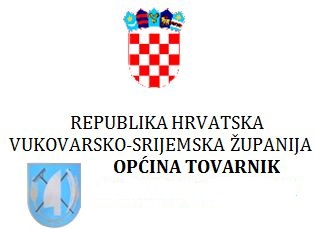 REPUBLIKA HRVATSKA
VUKOVARSKO-SRIJEMSKA ŽUPANIJA
OPĆINA TOVARNIK